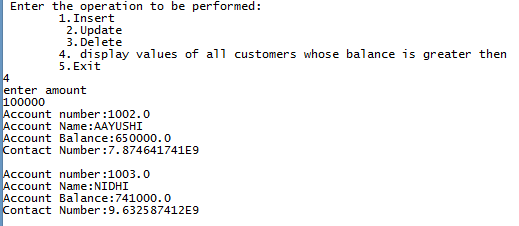 Enter the operation to be performed:
1.Insert
2.Update
3.Delete
4. display values of all customers whose balance is greater then
5.Exit
4
enter amount
100000
Account number:1002.0
Account Name:AAYUSHI
Account Balance:650000.0
Contact Number:7.874641741E9
Account number:1003.0
Account Name:NIDHI
Account Balance:741000.0
Contact Number:9.632587412E9